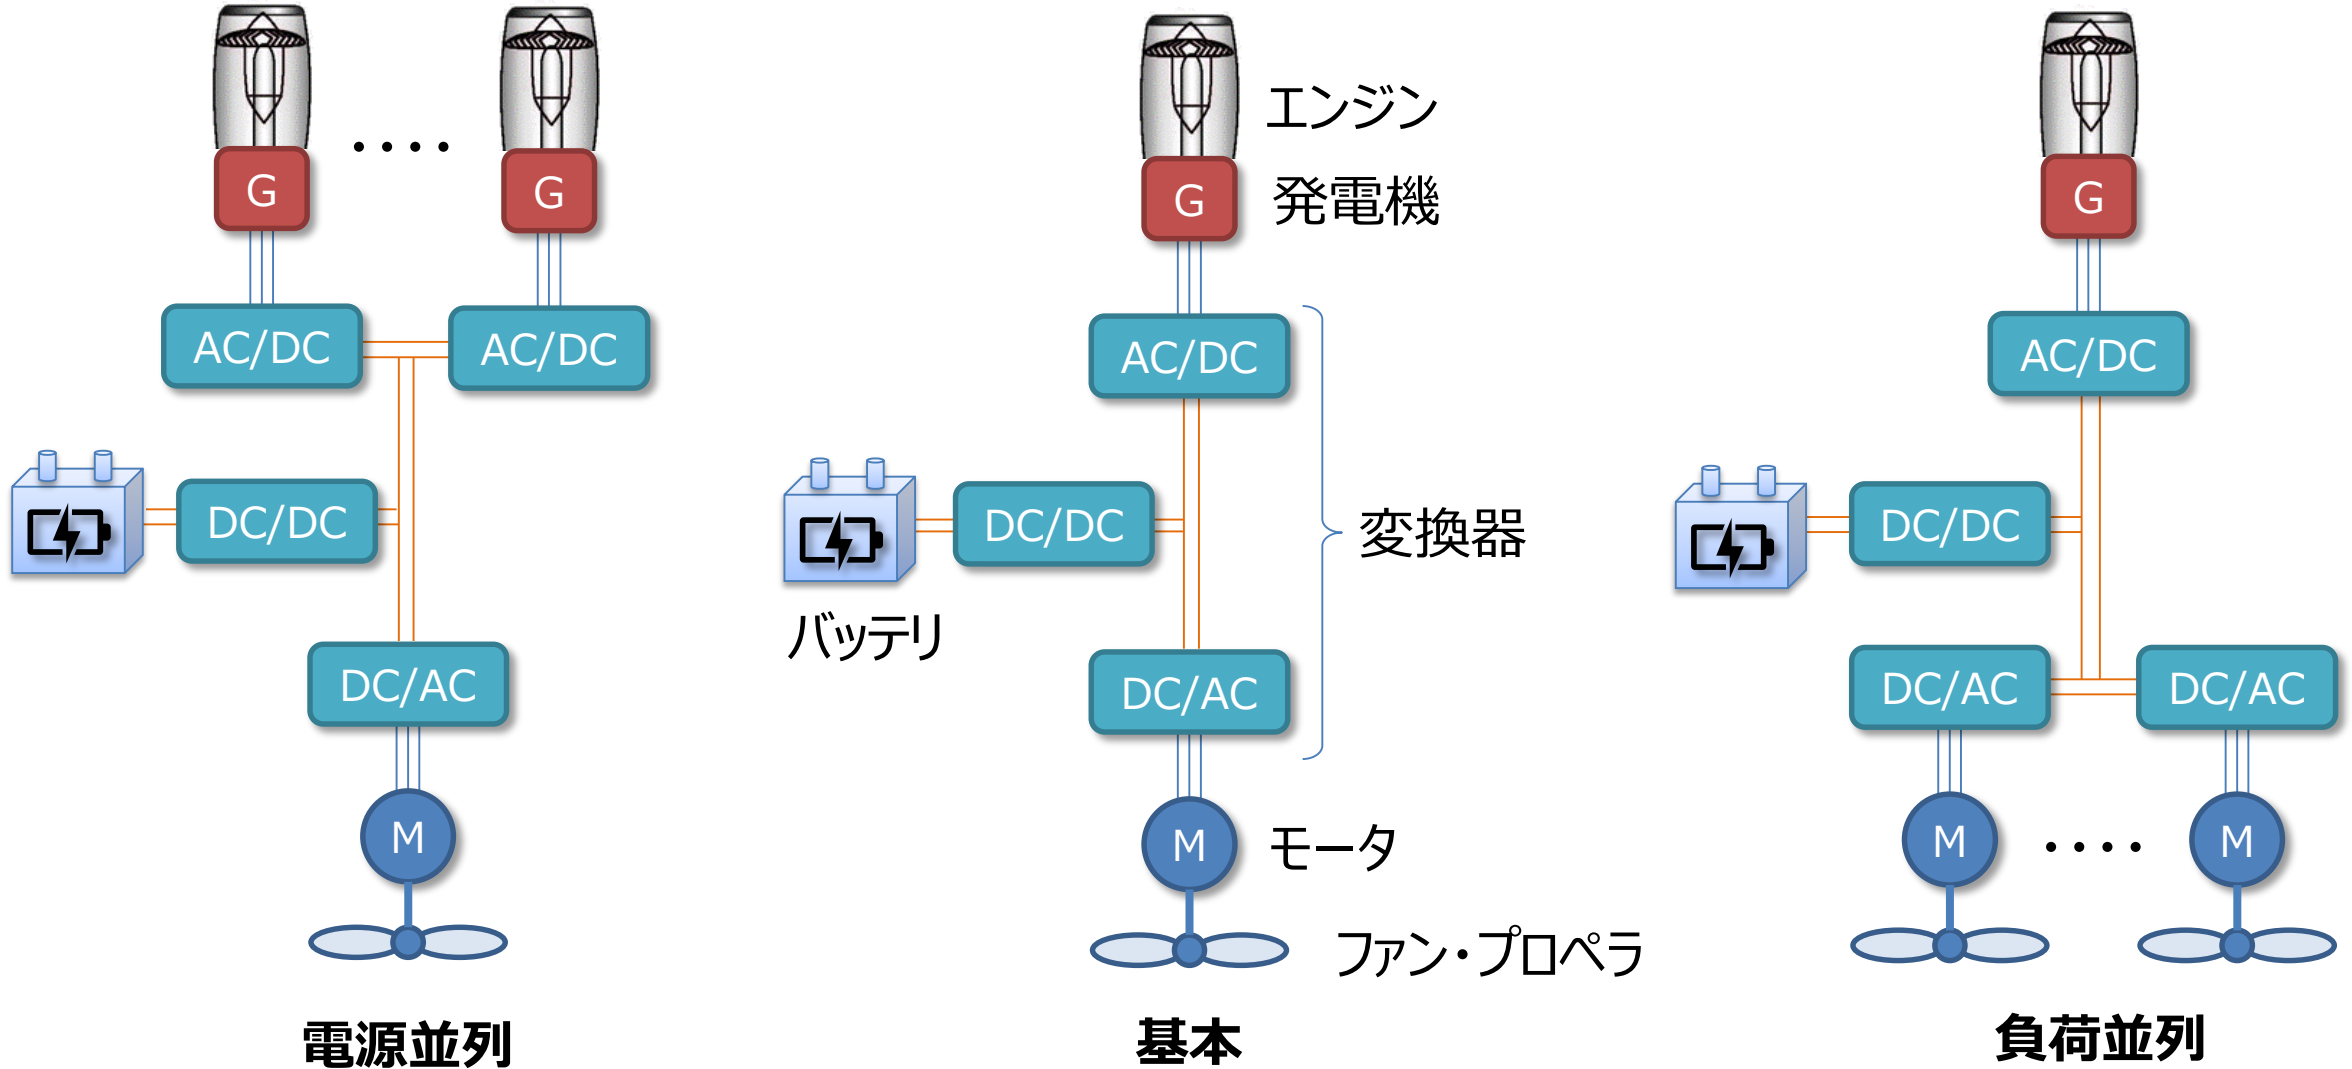 G
G
AC/DC
AC/DC
DC/DC
DC/AC
M
電源並列
エンジン
G
発電機
AC/DC
DC/DC
変換器
バッテリ
DC/AC
M
モータ
ファン・プロペラ
基本
G
AC/DC
DC/DC
DC/AC
DC/AC
M
M
負荷並列